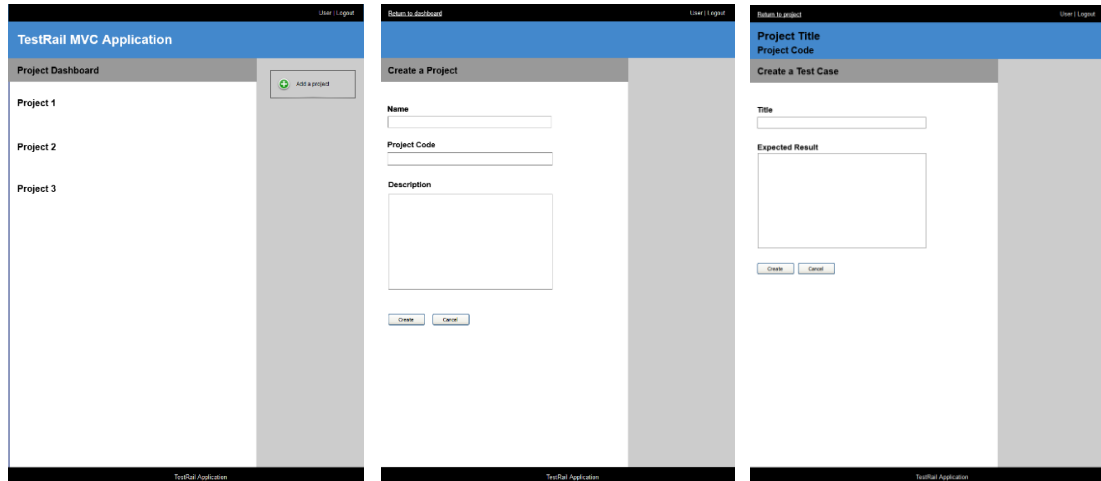 User | Logout
TestRail MVC Application
Project Dashboard
Add a project
Project 1
Project 2
Project 3
TestRail Application
Return to dashboard
User | Logout
Create a Project
Name
Project Code
Description
Create
Cancel
TestRail Application
Return to project
User | Logout
Project Title
Project Code
Create a Test Case
Title
Expected Result
Create
Cancel
TestRail Application